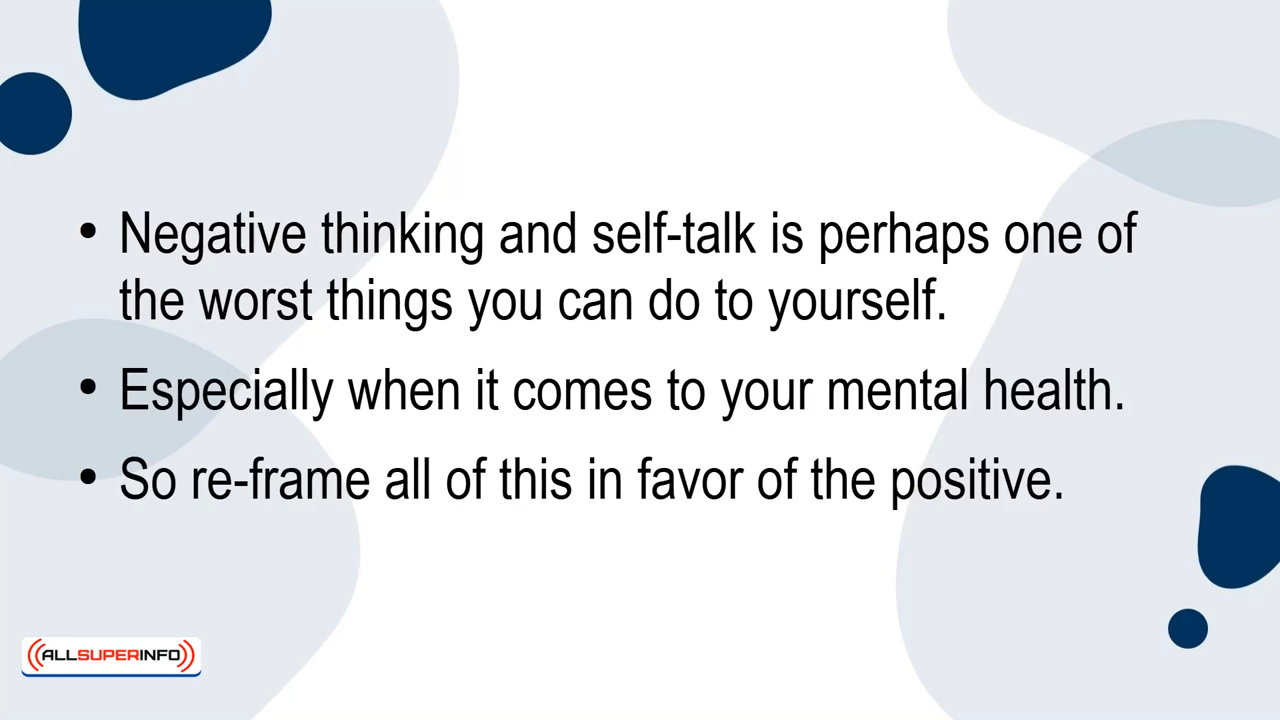 • Negative thinking and self-talk is perhaps one of
the worst things you can do to yourself.
• Especially when it comes to your mental health.
• So re-frame all of this in favor of the positive.
((ALLSUPERINFO))